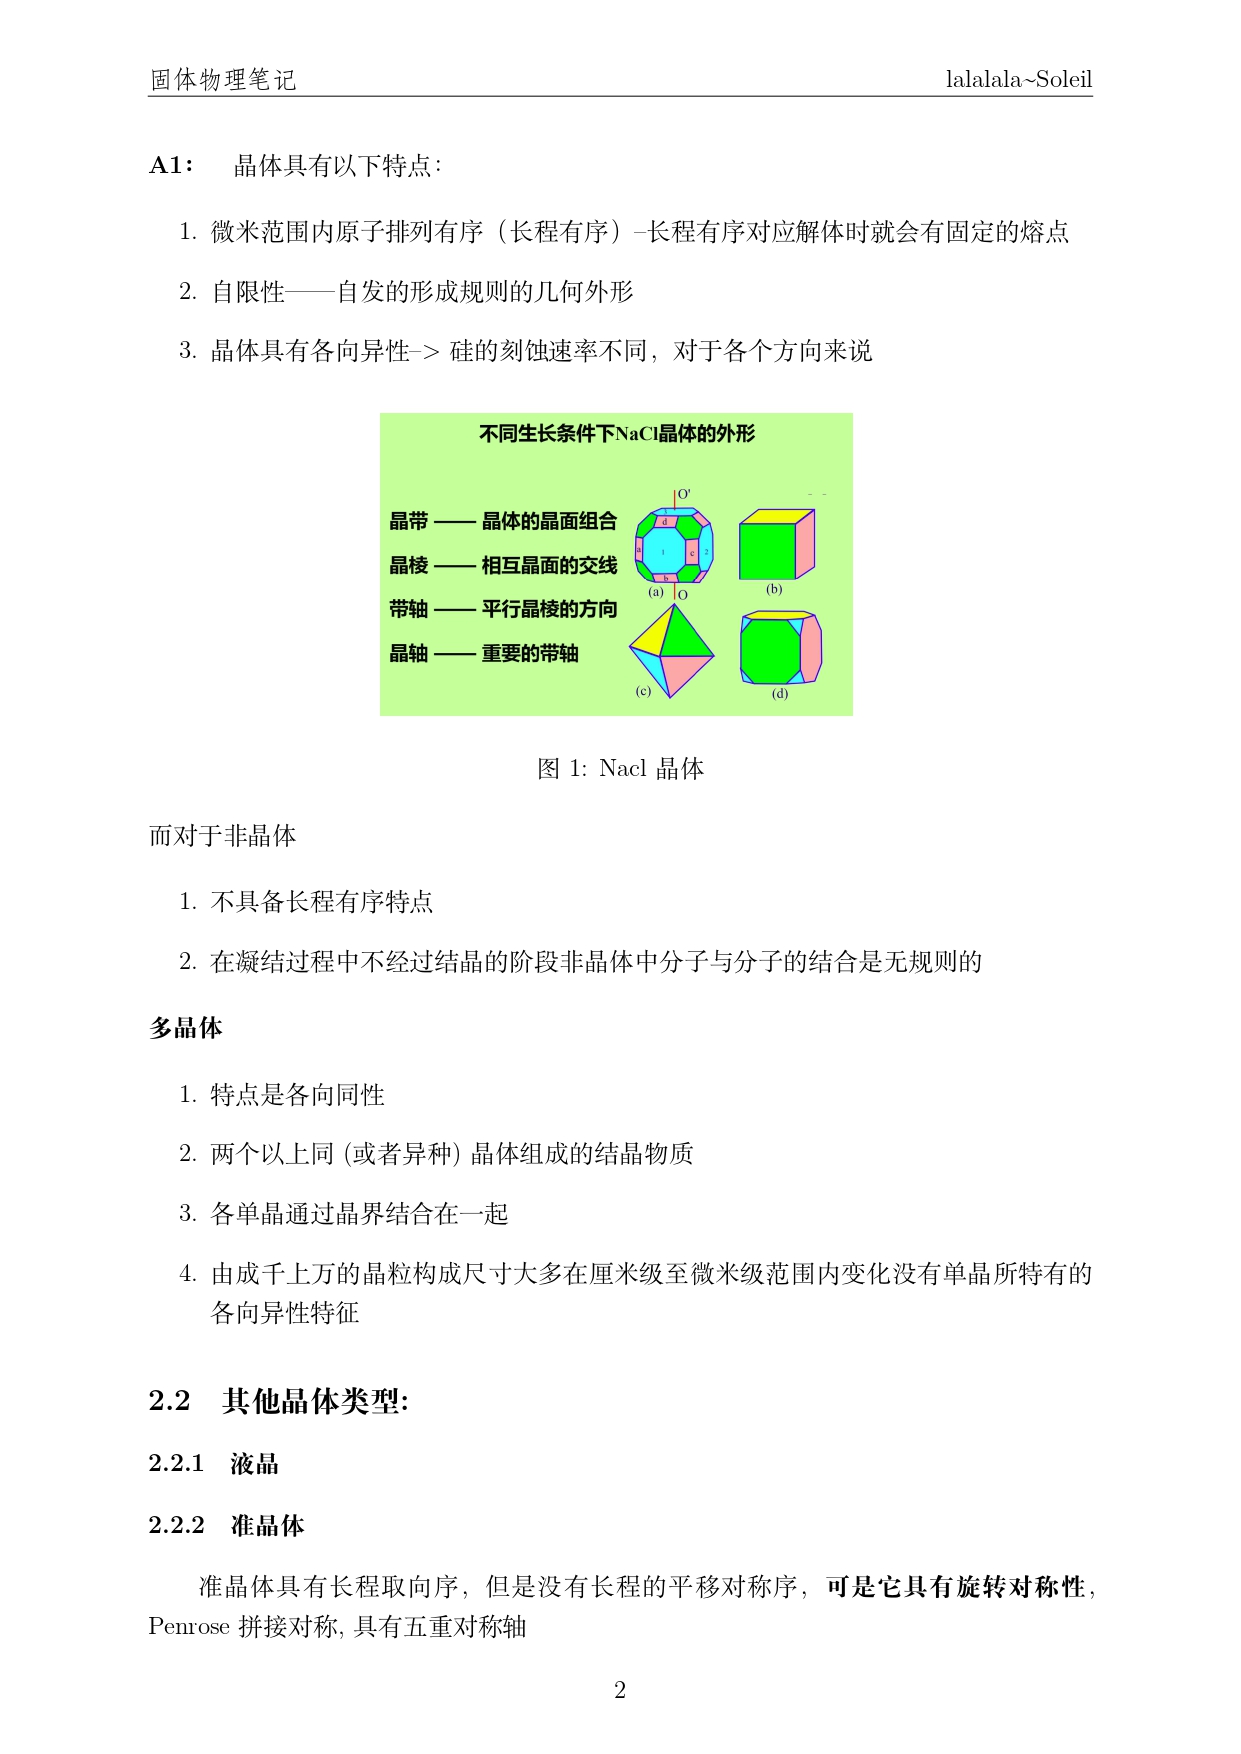 固体物理笔记 lalalala~Soleil
A1： 晶体具有以下特点：
1. 微米范围内原子排列有序（长程有序）–长程有序对应解体时就会有固定的熔点
2. 自限性——自发的形成规则的几何外形
3. 晶体具有各向异性–> 硅的刻蚀速率不同，对于各个方向来说
不同生长条件下NaCl晶体的外形
晶带 —— 晶体的晶面组合
晶棱 —— 相互晶面的交线
带轴 —— 平行晶棱的方向
晶轴 —— 重要的带轴
O'
d
a 1 c 2
b
(a) O
(b)
(c)
(d)
图 1: Nacl 晶体
而对于非晶体
1. 不具备长程有序特点
2. 在凝结过程中不经过结晶的阶段非晶体中分子与分子的结合是无规则的
多晶体
1. 特点是各向同性
2. 两个以上同 (或者异种) 晶体组成的结晶物质
3. 各单晶通过晶界结合在一起
4. 由成千上万的晶粒构成尺寸大多在厘米级至微米级范围内变化没有单晶所特有的
各向异性特征
2.2 其他晶体类型:
2.2.1 液晶
2.2.2 准晶体
准晶体具有长程取向序，但是没有长程的平移对称序，可是它具有旋转对称性，
Penrose 拼接对称, 具有五重对称轴
2